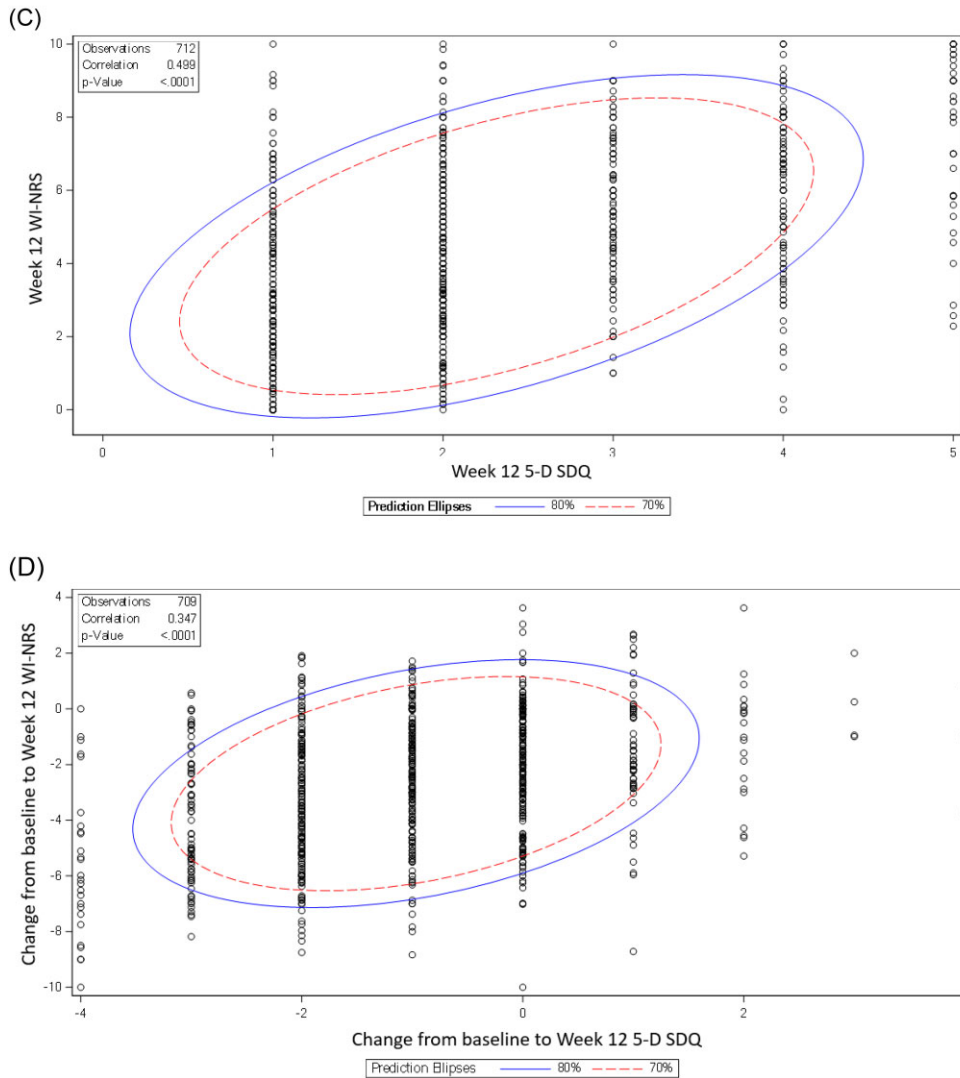 (C)
Observations 712
Correlation 0.499
p-Value <.0001
10
8
6
4
2
0
Week 12 WI-NRS
0 1 2 3 4 5
Week 12 5-D SDQ
Prediction Ellipses 80% 70%
(D)
Observations 709
Correlation 0.347
p-Value <.0001
4
2
0
-2
-4
-6
-8
-10
Change from baseline to Week 12 WI-NRS
-4 -2 0 2
Change from baseline to Week 12 5-D SDQ
Prediction Ellipses 80% 70%